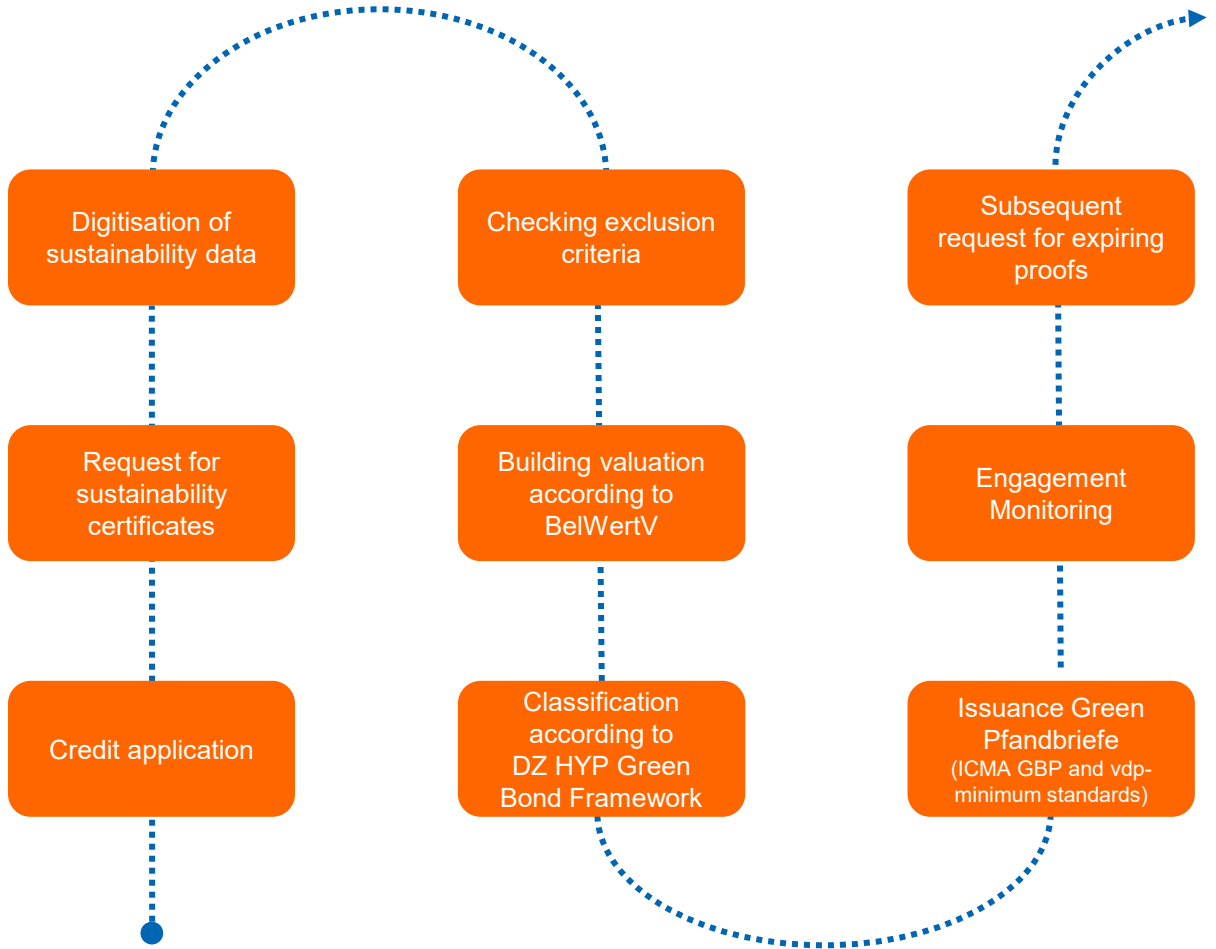 Digitisation of
sustainability data
Request for
sustainability
certificates
Credit application
Checking exclusion
criteria
Building valuation
according to
BelWertV
Classification
according to
DZ HYP Green
Bond Framework
Subsequent
request for expiring
proofs
Engagement
Monitoring
Issuance Green
Pfandbriefe
(ICMA GBP and vdp-
minimum standards)